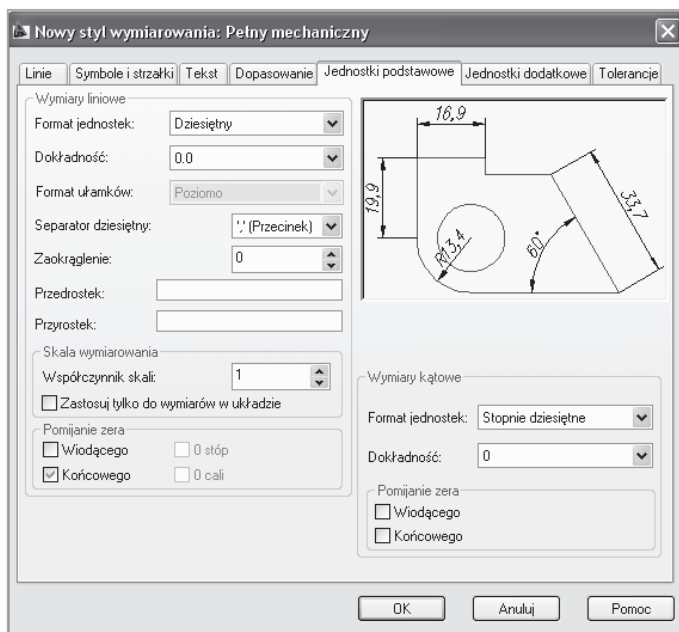 Nowy styl wymiarowania: Pełny mechaniczny
Linie Symbole i strzałki Tekst Dopasowanie Jednostki podstawowe Jednostki dodatkowe Tolerancje
Wymiary liniowe
Format jednostek: Dziesiętny
Dokładność: 0.0
Format ułamków: Poziomo
Separator dziesiętny: ',' (Przecinek)
Zaokrąglenie: 0
Przedrostek:
Przyrostek:
Skala wymiarowania
Współczynnik skali: 1
Zastosuj tylko do wymiarów w układzie
Pomijanie zera
Wiodącego 0 stóp
Końcowego 0 cali
16,9
19,9
R13,4
60°
33,7
Wymiary kątowe
Format jednostek: Stopnie dziesiętne
Dokładność: 0
Pomijanie zera
Wiodącego
Końcowego
OK Anuluj Pomoc